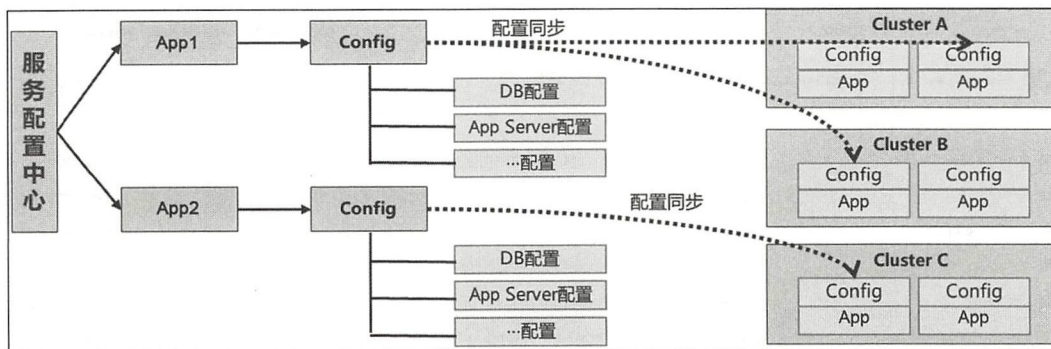 服务配置中心
App1
Config
配置同步
DB配置
App Server配置
···配置
App2
Config
配置同步
DB配置
App Server配置
···配置
Cluster A
Config
Config
App
App
Cluster B
Config
Config
App
App
Cluster C
Config
Config
App
App